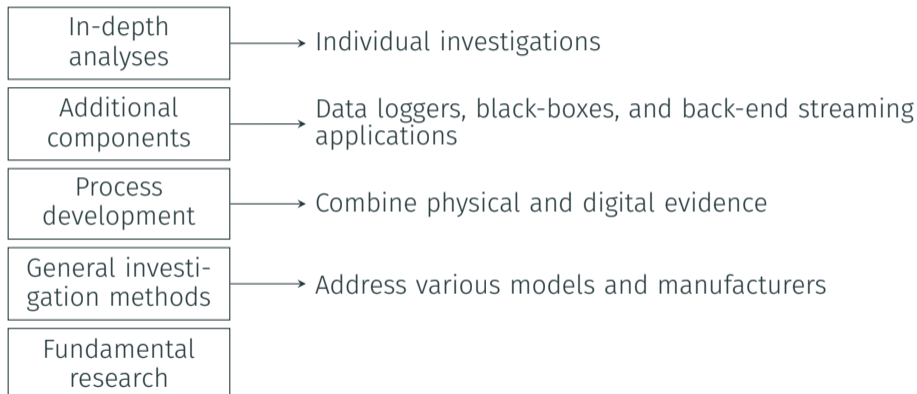 In-depth
analyses
Individual investigations
Additional
components
Data loggers, black-boxes, and back-end streaming
applications
Process
development
Combine physical and digital evidence
General investi-
gation methods
Address various models and manufacturers
Fundamental
research